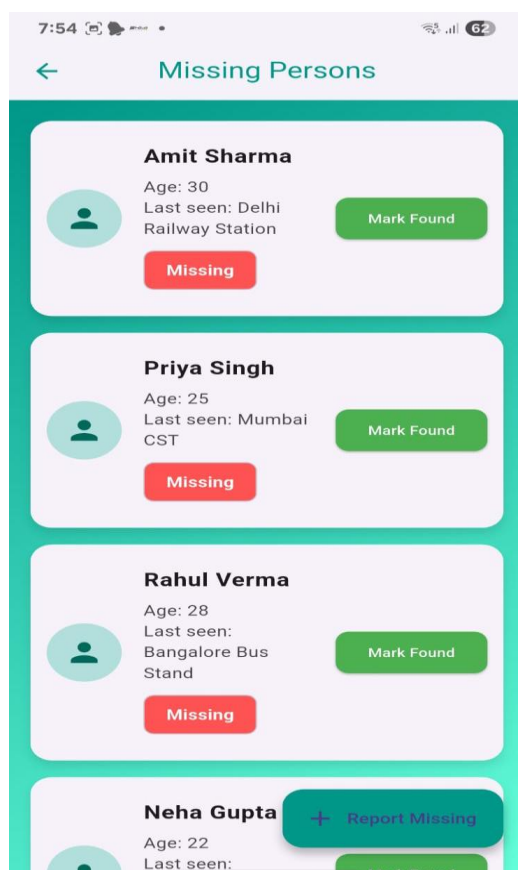 7:54
62
Missing Persons
Amit Sharma
Age: 30
Last seen: Delhi
Railway Station
Mark Found
Missing
Priya Singh
Age: 25
Last seen: Mumbai
CST
Mark Found
Missing
Rahul Verma
Age: 28
Last seen:
Bangalore Bus
Stand
Mark Found
Missing
Neha Gupta
+ Report Missing
Age: 22
Last seen: